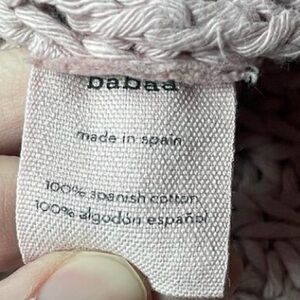 babaa
made in spain
100% spanish cotton
100% algodón español